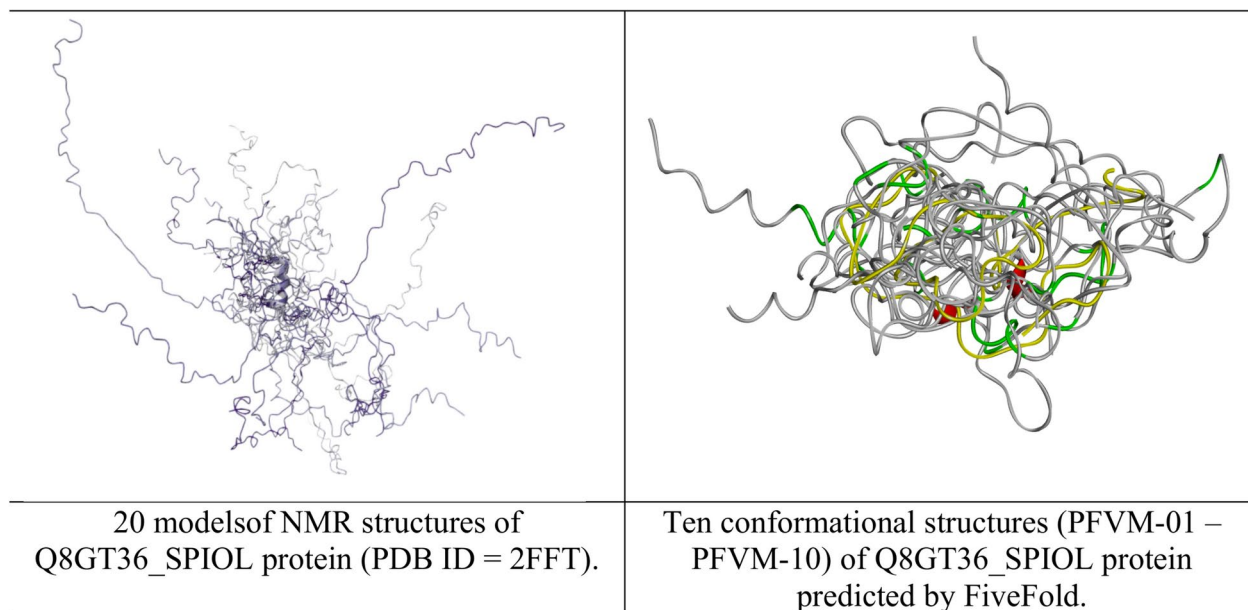 20 modelsof NMR structures of
Q8GT36_SPIOL protein (PDB ID = 2FFT).
Ten conformational structures (PFVM-01 –
PFVM-10) of Q8GT36_SPIOL protein
predicted by FiveFold.